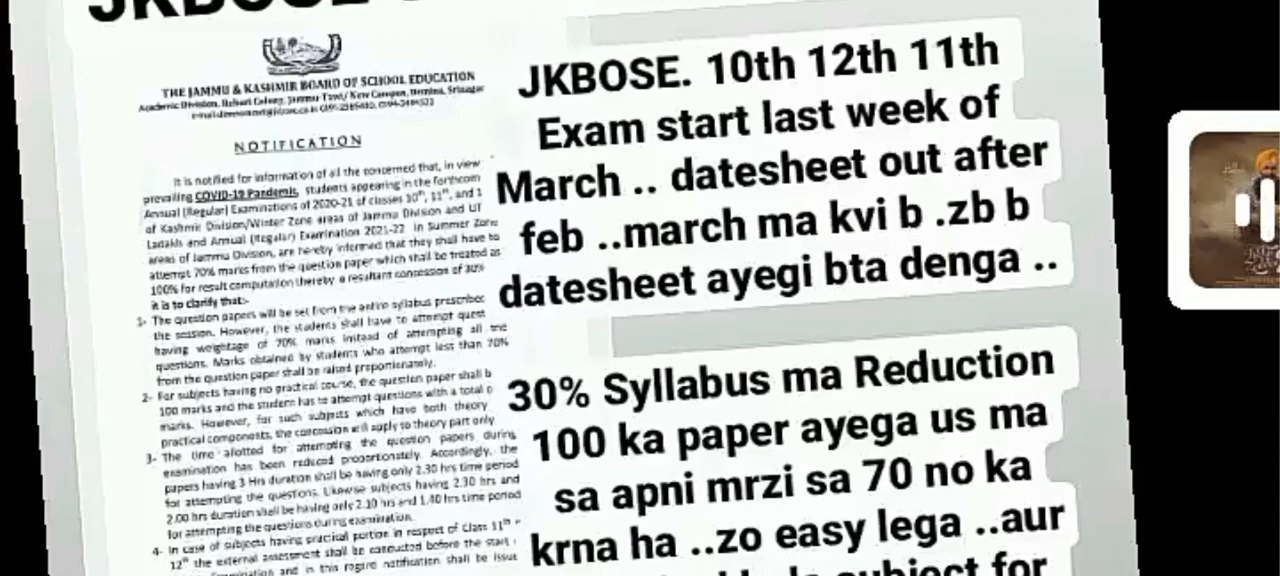 THE JAMMU & KASHMIR BOARD OF SCHOOL EDUCATION
NOTIFICATION
It is notified for information of all the concerned that, in view
prevailing COVID-19 Pandemic, students appearing in the forthcom
Annual (Regular) Examinations of 2020-21 of classes 10th, 11th, and 1
of Kashmir Division/Winter Zone areas of Jammu Division and UT
Ladakh and Annual (Regular) Examination 2021-22 in Summer Zone
areas of Jammu Division, are hereby informed that they shall have to
attempt 70% marks from the question paper which shall be treated as
100% for result computation thereby a resultant concession of 30%
it is to clarify that:-
1- The question papers will be set from the entire syllabus prescribed
the session. However, the students shall have to attempt quest
having weightage of 70% marks instead of attempting all the
questions. Marks obtained by students who attempt less than 70%
from the question paper shall be raised proportionately.
2- For subjects having no practical course, the question paper shall b
100 marks and the student has to attempt questions with a total o
marks. However, for such subjects which have both theory
practical components, the concession will apply to theory part only
3- The time allotted for attempting the question papers during
examination has been reduced proportionately. Accordingly, the
papers having 3 Hrs duration shall be having only 2.30 hrs time period
for attempting the questions. Likewise subjects having 2.30 hrs and
2.00 hrs duration shall be having only 2.10 hrs and 1.40 hrs time period
for attempting the questions during examination.
4- In case of subjects having practical portion in respect of Class 11th
12th the external assessment shall be conducted before the start
and in this regard notification shall be issue
JKBOSE. 10th 12th 11th
Exam start last week of
March .. datesheet out after
feb ..march ma kvi b .zb b
datesheet ayegi bta denga ..
30% Syllabus ma Reduction
100 ka paper ayega us ma
sa apni mrzi sa 70 no ka
krna ha ..zo easy lega ..aur
subject for